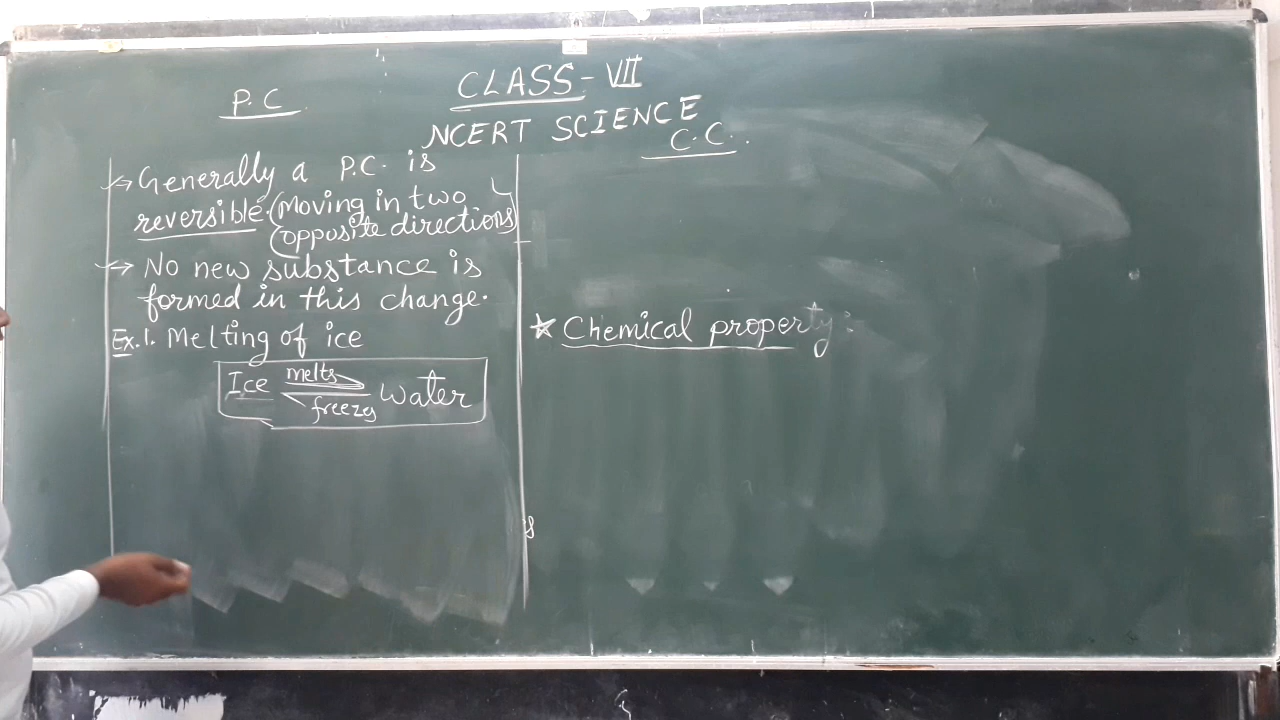 CLASS - VII
NCERT SCIENCE
P.C
Generally a P.C. is
reversible. (Moving in two
(opposite directions)
No new substance is
formed in this change.
Ex.1. Melting of ice
Ice melts water
freezes
C.C.
★ Chemical property: